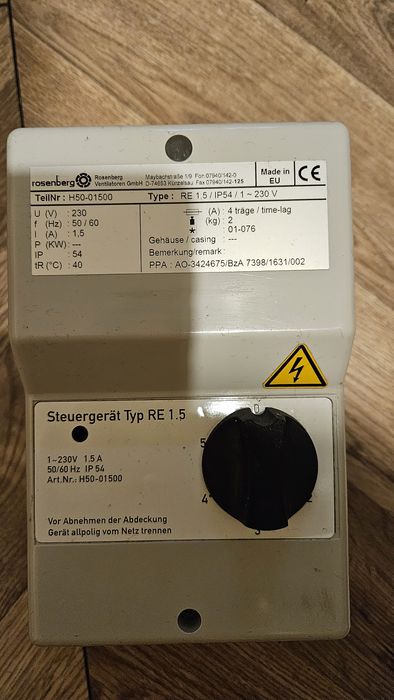 rosenberg Rosenberg Ventilatoren GmbH Maybachstraße 1/9 Fon 07940/142-0 D-74653 Künzelsau Fax 07940/142-125 Made in EU CE
TeilNr : H50-01500 Type : RE 1.5 / IP54 / 1 ~ 230 V
U (V) : 230 (A) : 4 träge / time-lag
f (Hz) : 50 / 60 (kg) : 2
I (A) : 1,5 * : 01-076
P (KW) : --- Gehäuse / casing : ---
IP : 54 Bemerkung/remark :
tR (°C) : 40 PPA : AO-3424675/BzA 7398/1631/002
Steuergerät Typ RE 1.5
1~230V 1.5 A
50/60 Hz IP 54
Art.Nr.: H50-01500
0
5
4
2
3
Vor Abnehmen der Abdeckung
Gerät allpolig vom Netz trennen